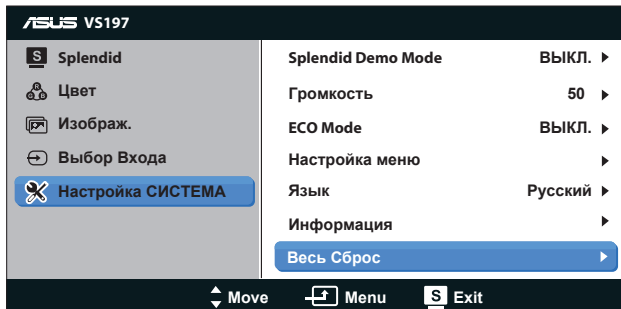 ASUS VS197
S Splendid
Цвет
Изображ.
Выбор Входа
Настройка СИСТЕМА
Splendid Demo Mode ВЫКЛ.
Громкость 50
ECO Mode ВЫКЛ.
Настройка меню
Язык Русский
Информация
Весь Сброс
Move Menu S Exit